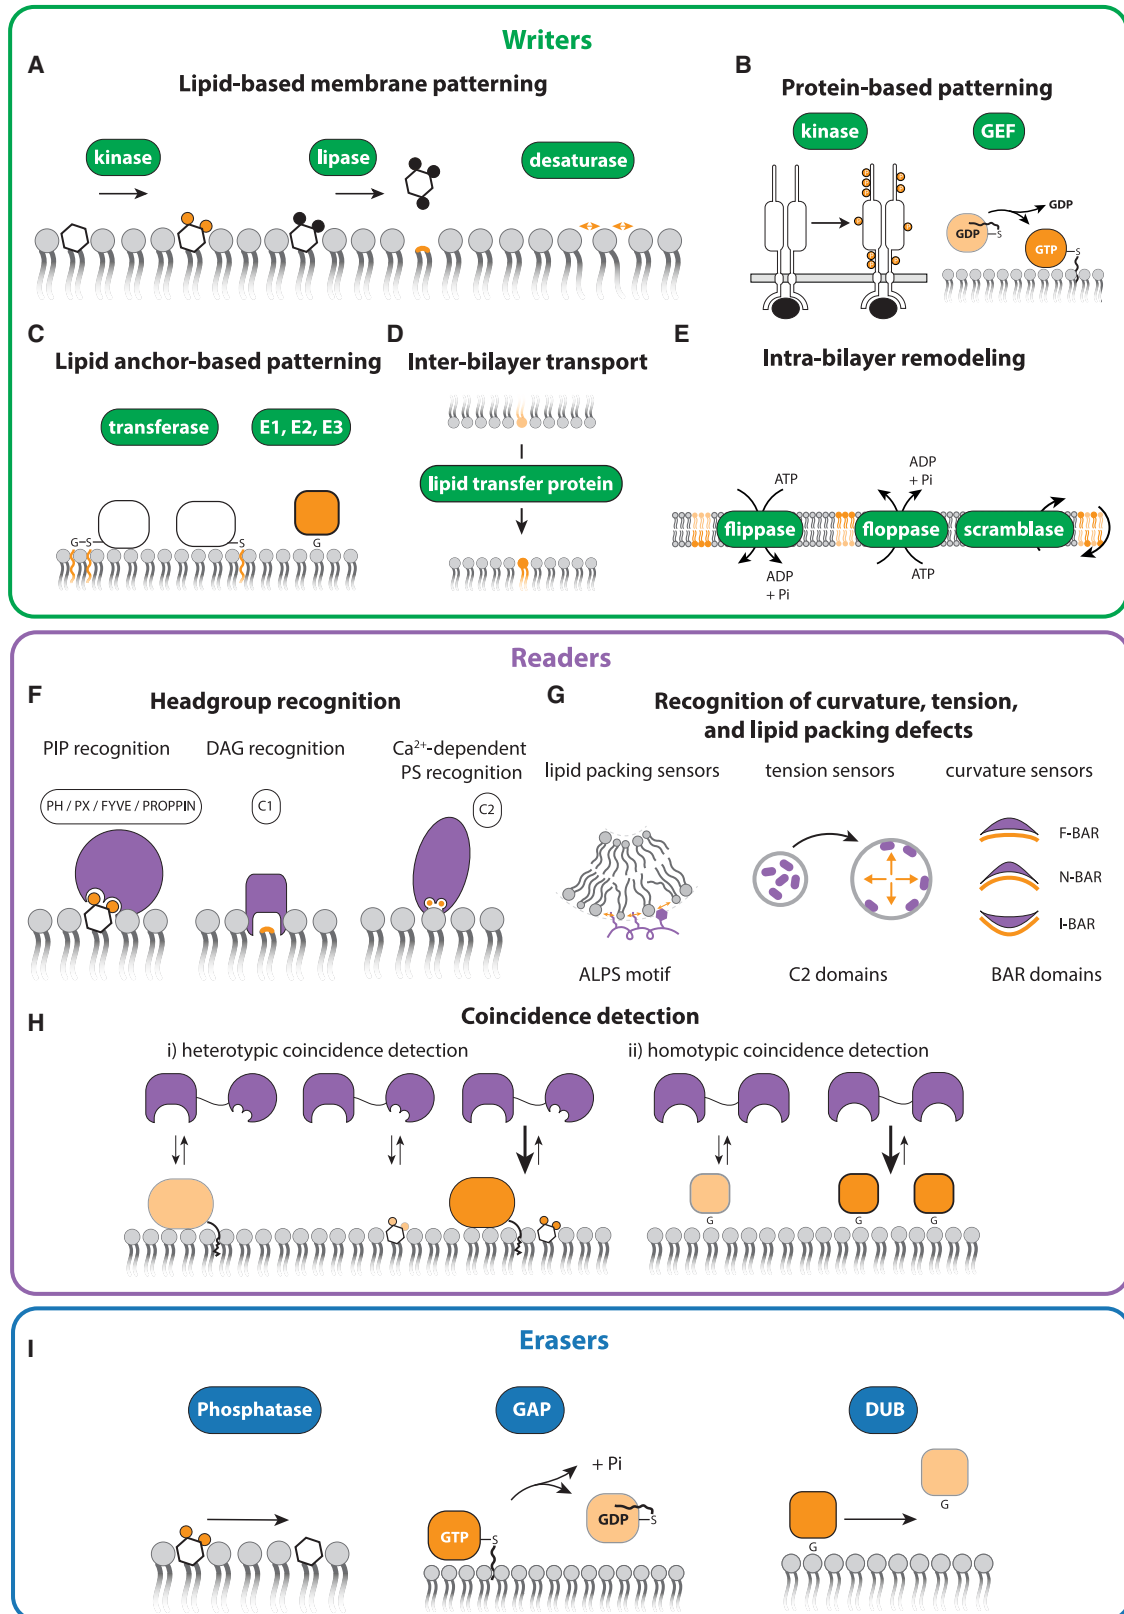 Writers
A
Lipid-based membrane patterning
kinase
lipase
desaturase
B
Protein-based patterning
kinase
GEF
GDP
S
GDP
GTP
S
C
Lipid anchor-based patterning
transferase
E1, E2, E3
G–S
S
G
D
Inter-bilayer transport
lipid transfer protein
E
Intra-bilayer remodeling
ATP
ADP
+ Pi
flippase
floppase
scramblase
ADP
+ Pi
ATP
Readers
F
Headgroup recognition
PIP recognition
DAG recognition
Ca²⁺-dependent
PS recognition
PH / PX / FYVE / PROPPIN
C1
C2
G
Recognition of curvature, tension,
and lipid packing defects
lipid packing sensors
tension sensors
curvature sensors
F-BAR
N-BAR
I-BAR
ALPS motif
C2 domains
BAR domains
H
Coincidence detection
i) heterotypic coincidence detection
ii) homotypic coincidence detection
G
G
G
Erasers
I
Phosphatase
GAP
DUB
+ Pi
GTP
S
GDP
S
G
G